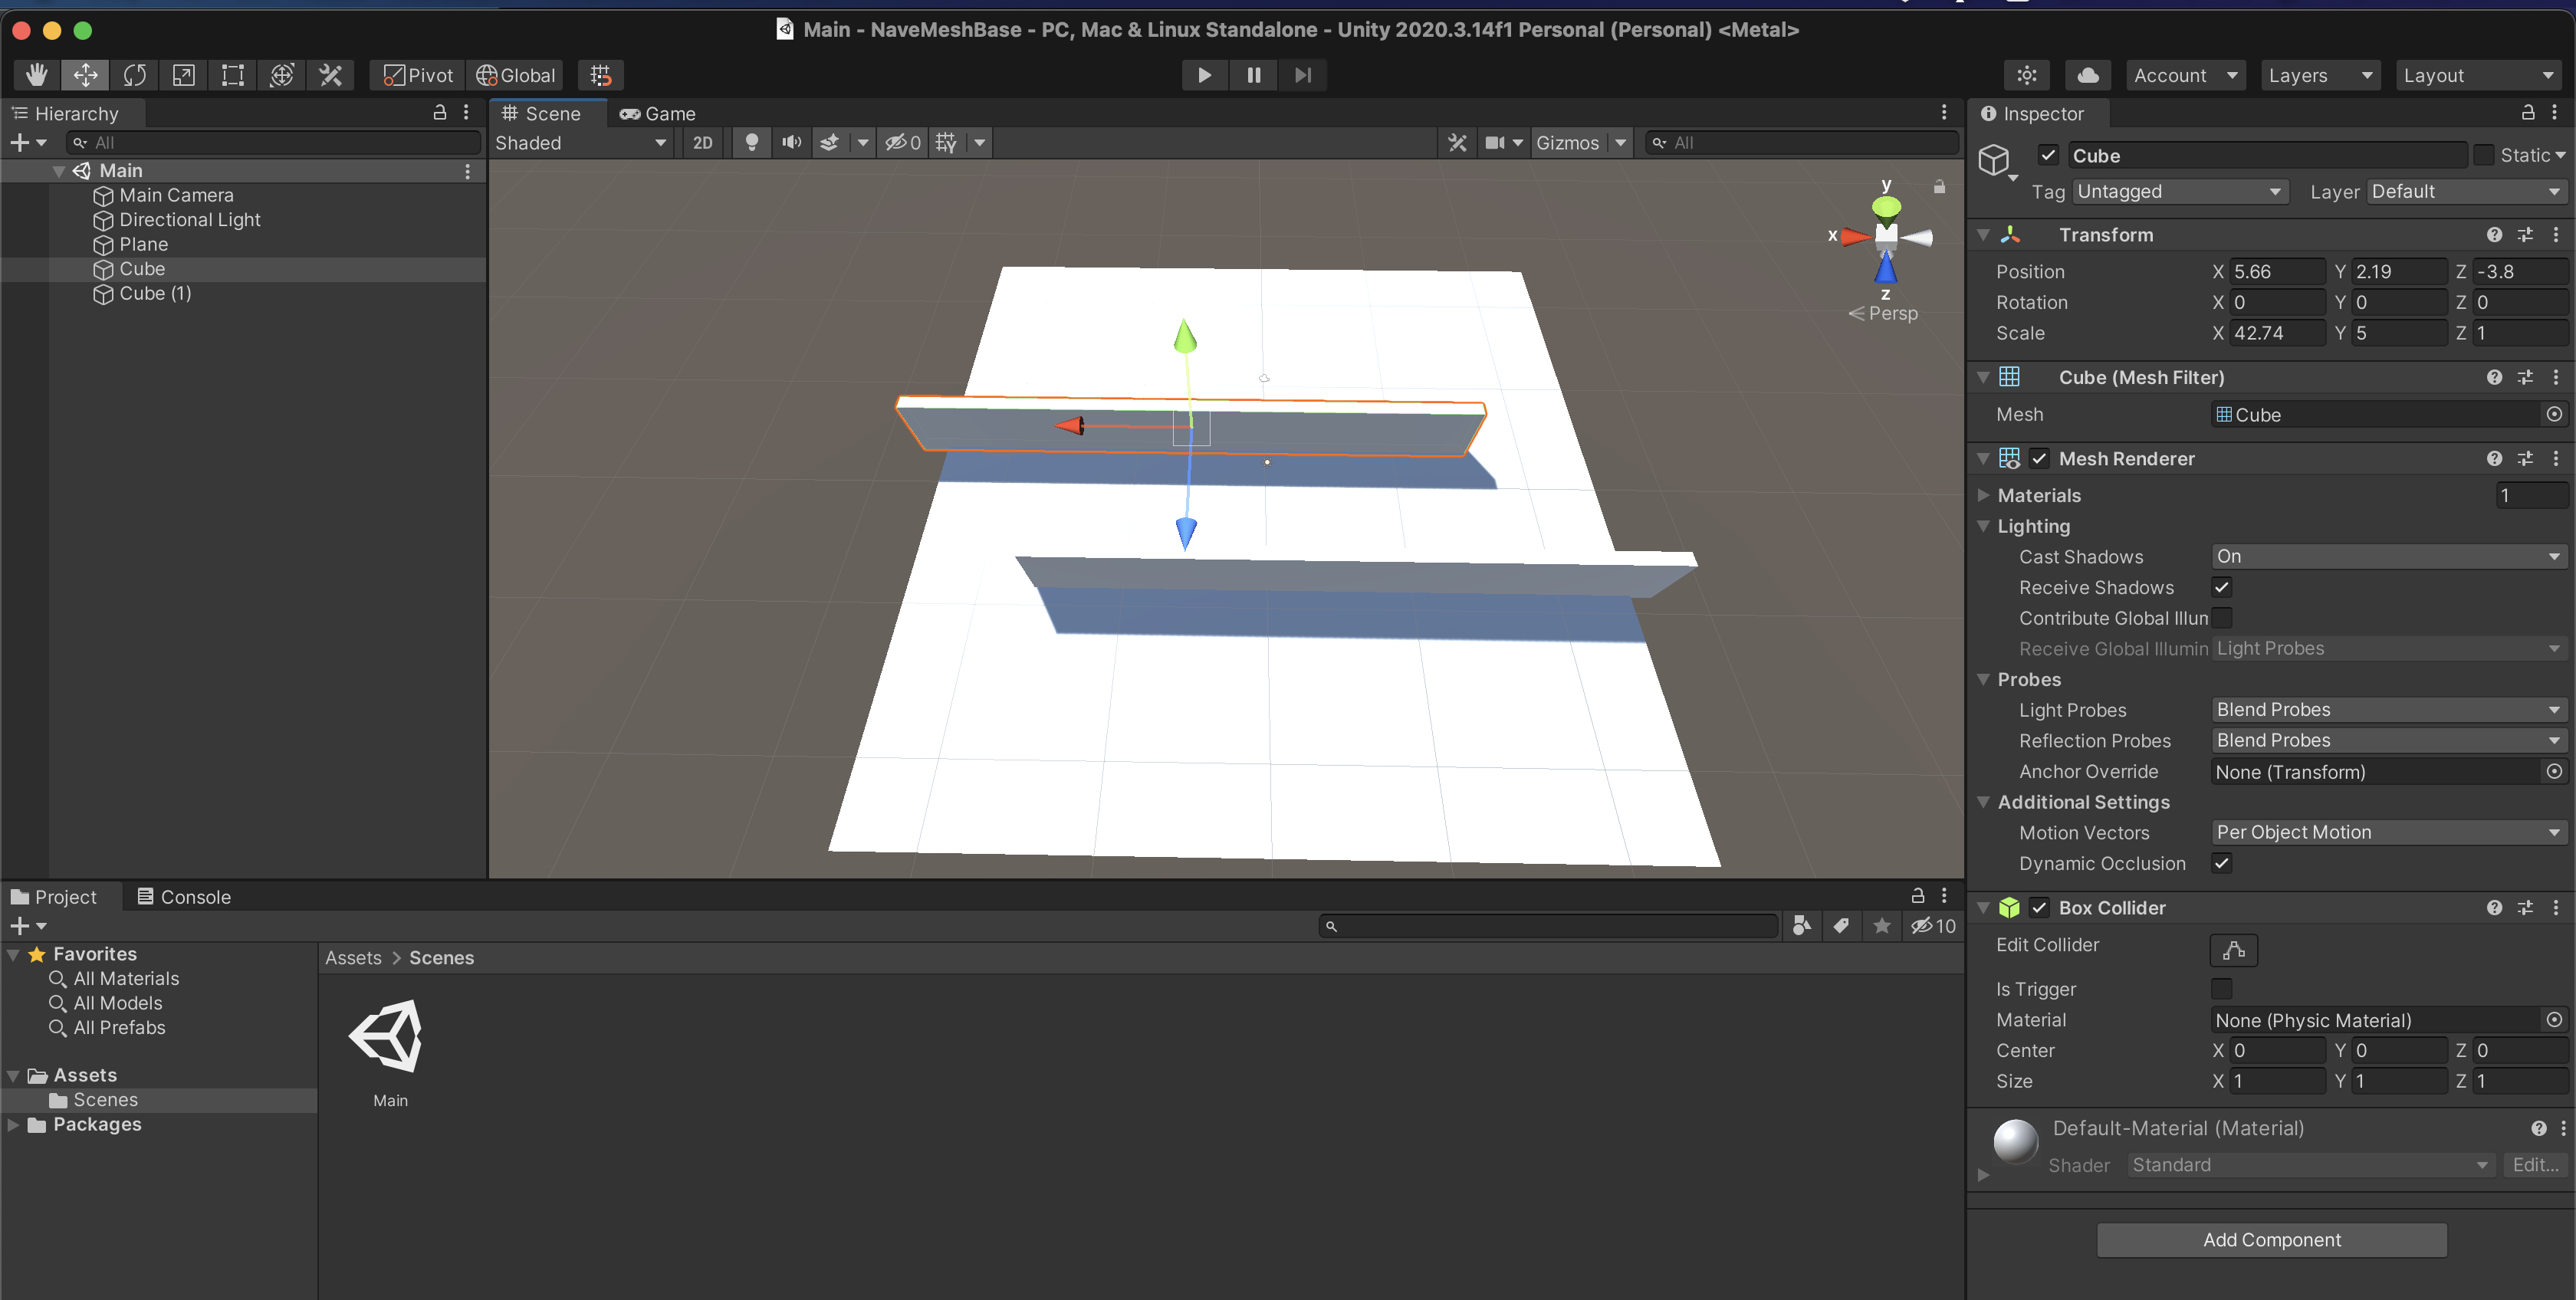 Main - NaveMeshBase - PC, Mac & Linux Standalone - Unity 2020.3.14f1 Personal (Personal) <Metal>
Pivot Global Account Layers Layout
Hierarchy
All
Main
Main Camera
Directional Light
Plane
Cube
Cube (1)
Scene Game
Shaded 2D 0 Gizmos All
y
x
z
Persp
Inspector
Cube Static
Tag Untagged Layer Default
Transform
Position X 5.66 Y 2.19 Z -3.8
Rotation X 0 Y 0 Z 0
Scale X 42.74 Y 5 Z 1
Cube (Mesh Filter)
Mesh Cube
Mesh Renderer
Materials 1
Lighting
Cast Shadows On
Receive Shadows
Contribute Global Illun
Receive Global Illumin Light Probes
Probes
Light Probes Blend Probes
Reflection Probes Blend Probes
Anchor Override None (Transform)
Additional Settings
Motion Vectors Per Object Motion
Dynamic Occlusion
Box Collider
Edit Collider
Is Trigger
Material None (Physic Material)
Center X 0 Y 0 Z 0
Size X 1 Y 1 Z 1
Default-Material (Material)
Shader Standard Edit...
Add Component
Project Console
10
Favorites
All Materials
All Models
All Prefabs
Assets
Scenes
Packages
Assets > Scenes
Main